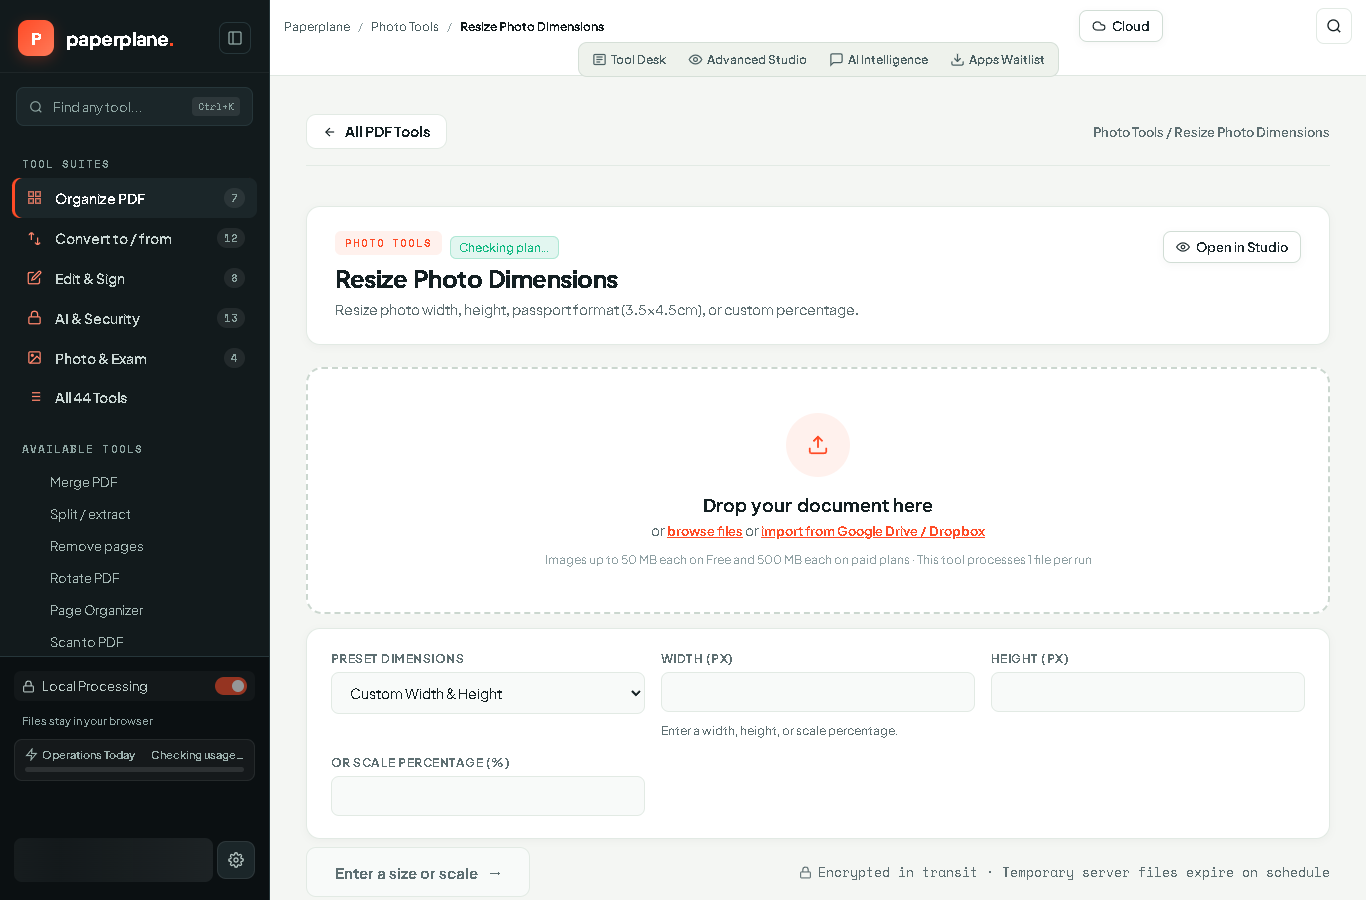 P paperplane.
Find any tool... Ctrl+K
TOOL SUITES
Organize PDF 7
Convert to / from 12
Edit & Sign 8
AI & Security 13
Photo & Exam 4
All 44 Tools
AVAILABLE TOOLS
Merge PDF
Split / extract
Remove pages
Rotate PDF
Page Organizer
Scan to PDF
Local Processing
Files stay in your browser
Operations Today Checking usage...
Paperplane / Photo Tools / Resize Photo Dimensions
Cloud
Tool Desk Advanced Studio AI Intelligence Apps Waitlist
← All PDF Tools
Photo Tools / Resize Photo Dimensions
PHOTO TOOLS Checking plan...
Open in Studio
Resize Photo Dimensions
Resize photo width, height, passport format (3.5×4.5cm), or custom percentage.
Drop your document here
or browse files or import from Google Drive / Dropbox
Images up to 50 MB each on Free and 500 MB each on paid plans · This tool processes 1 file per run
PRESET DIMENSIONS WIDTH (PX) HEIGHT (PX)
Custom Width & Height
Enter a width, height, or scale percentage.
OR SCALE PERCENTAGE (%)
Enter a size or scale →
Encrypted in transit · Temporary server files expire on schedule